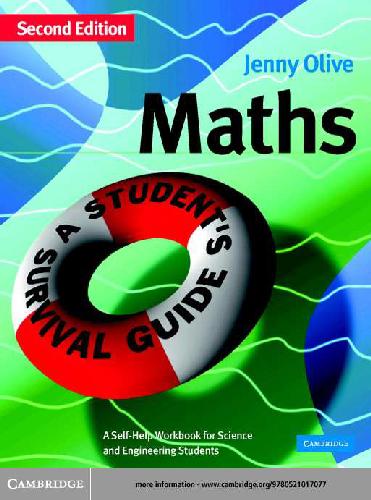 Second Edition
Jenny Olive
Maths
A STUDENT'S
SURVIVAL GUIDE
A Self-Help Workbook for Science
and Engineering Students
CAMBRIDGE
CAMBRIDGE
more information – www.cambridge.org/9780521017077